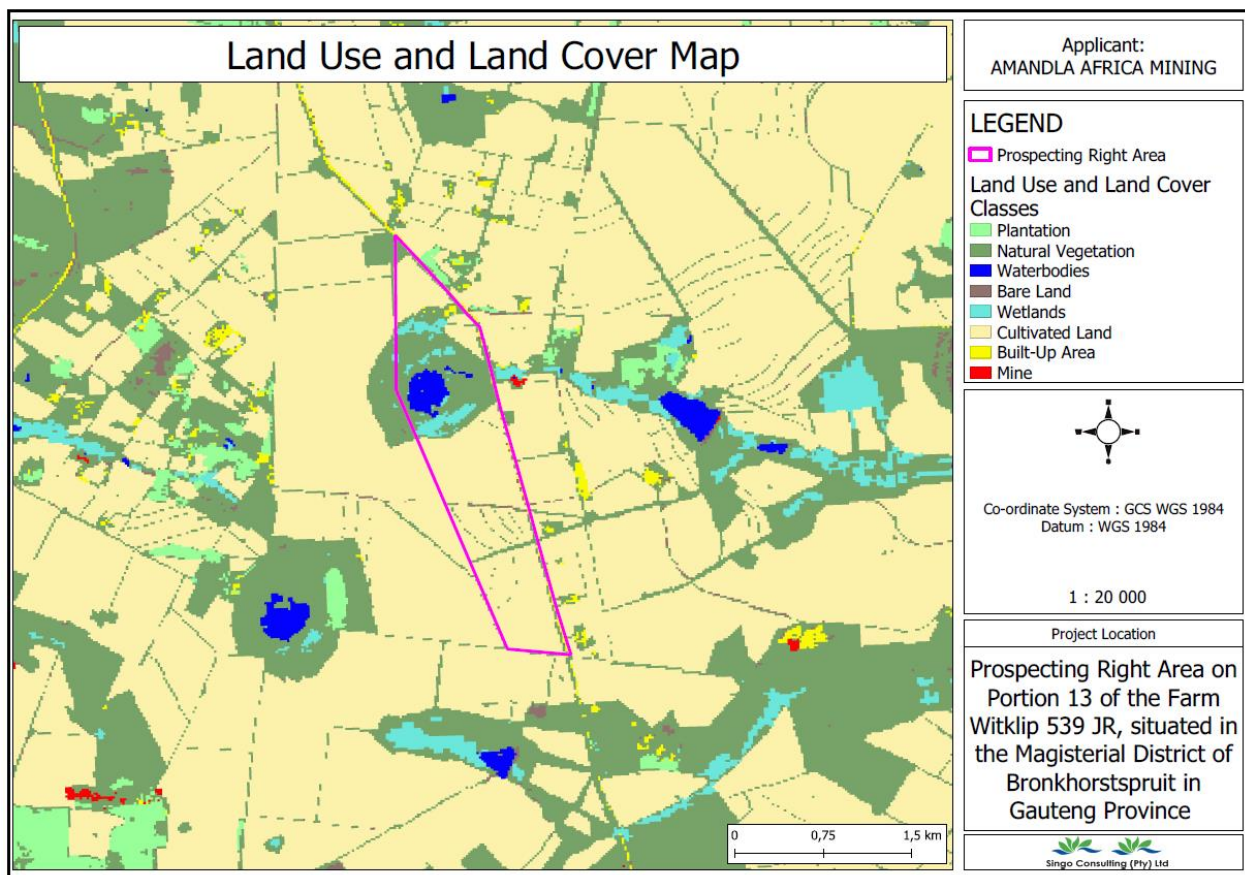 Land Use and Land Cover Map
Applicant:
AMANDLA AFRICA MINING
LEGEND
Prospecting Right Area
Land Use and Land Cover
Classes
Plantation
Natural Vegetation
Waterbodies
Bare Land
Wetlands
Cultivated Land
Built-Up Area
Mine
Co-ordinate System : GCS WGS 1984
Datum : WGS 1984
1 : 20 000
Project Location
Prospecting Right Area on
Portion 13 of the Farm
Witklip 539 JR, situated in
the Magisterial District of
Bronkhorstspruit in
Gauteng Province
Singo Consulting (Pty) Ltd
0 0,75 1,5 km